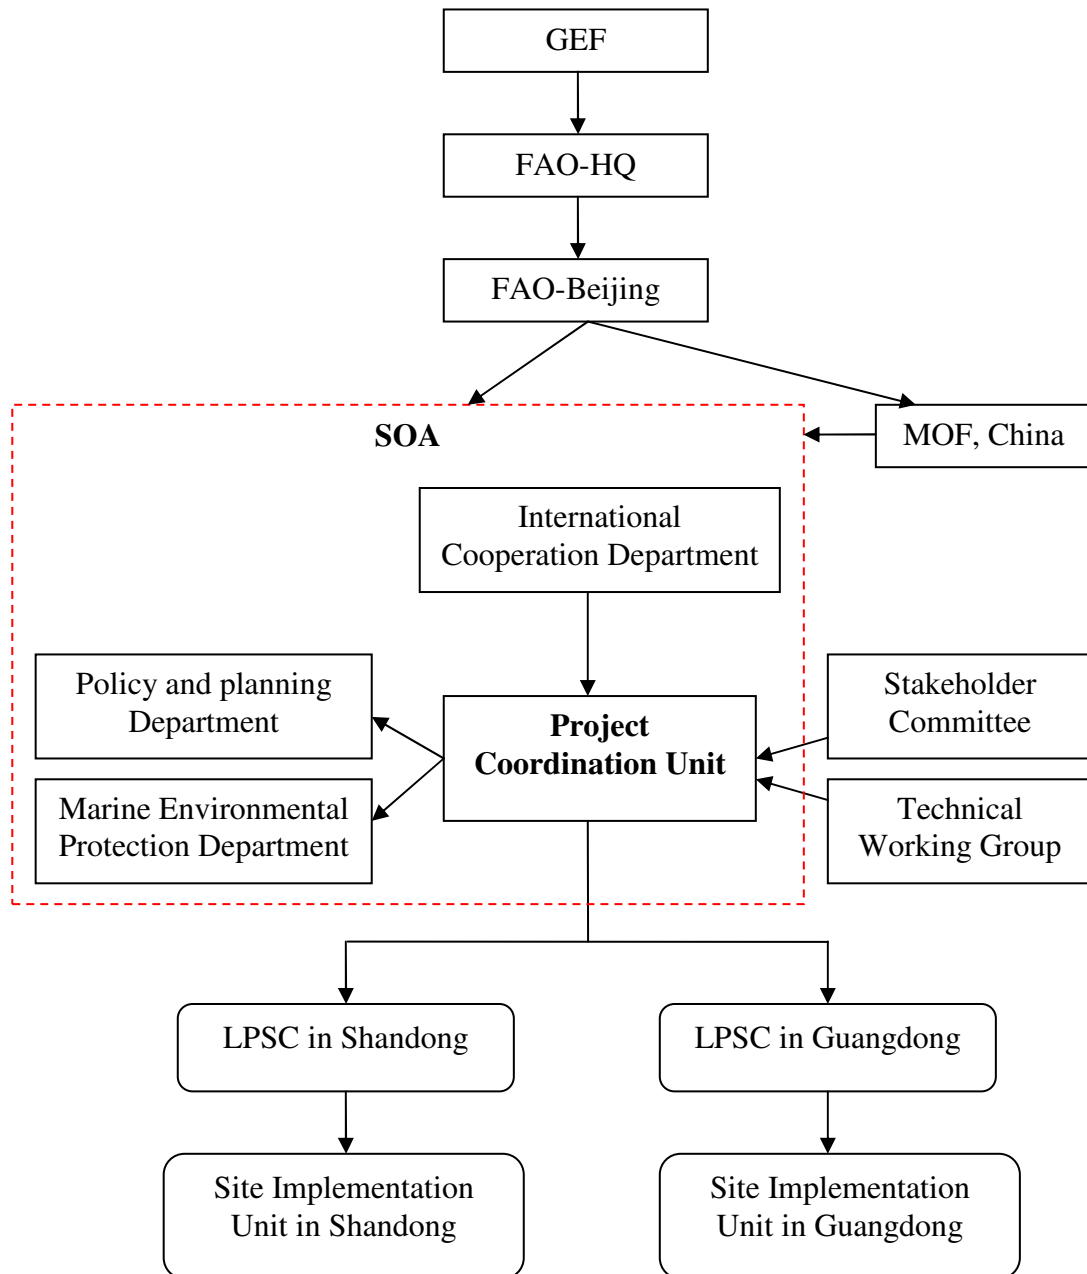 GEF
FAO-HQ
FAO-Beijing
SOA
MOF, China
International
Cooperation Department
Policy and planning
Department
Project
Coordination Unit
Stakeholder
Committee
Marine Environmental
Protection Department
Technical
Working Group
LPSC in Shandong
LPSC in Guangdong
Site Implementation
Unit in Shandong
Site Implementation
Unit in Guangdong